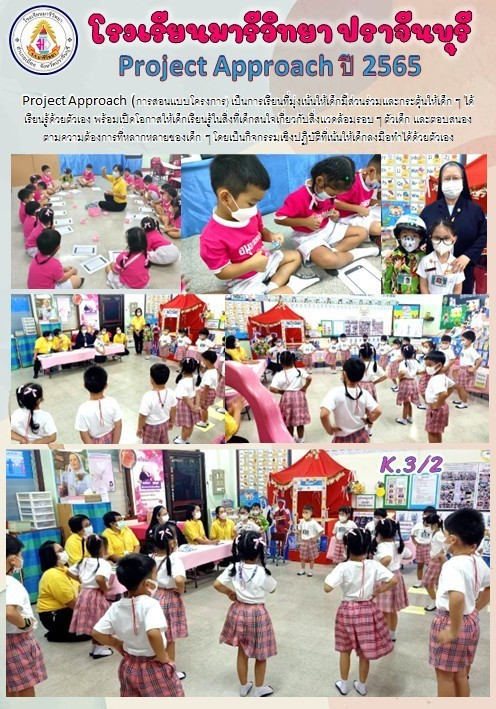 โรงเรียนมารีวิทยา ปราจีนบุรี
Project Approach ปี 2565
Project Approach (การสอนแบบโครงการ) เป็นการเรียนที่มุ่งเน้นให้เด็กมีส่วนร่วมและกระตุ้นให้เด็ก ๆ ได้
เรียนรู้ด้วยตัวเอง พร้อมเปิดโอกาสให้เด็กเรียนรู้ในสิ่งที่เด็กสนใจเกี่ยวกับสิ่งแวดล้อมรอบ ๆ ตัวเด็ก และตอบสนอง
ตามความต้องการที่หลากหลายของเด็ก ๆ โดยเป็นกิจกรรมเชิงปฏิบัติที่เน้นให้เด็กลงมือทำได้ด้วยตัวเอง
K.3/2